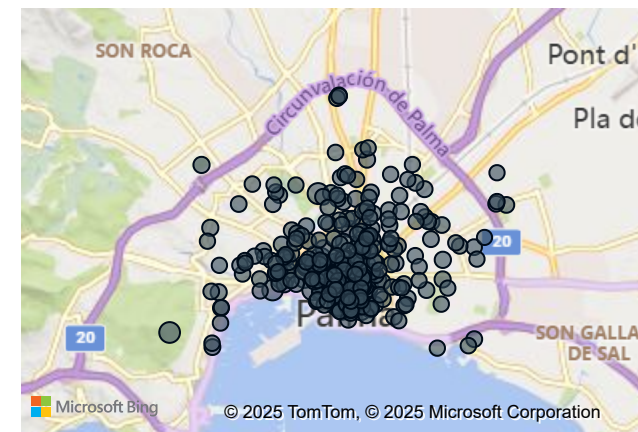 SON ROCA
Pont d'
Circunvalación de Palma
Pla d
20
Palma
SON GALLA
DE SAL
20
Microsoft Bing
© 2025 TomTom, © 2025 Microsoft Corporation